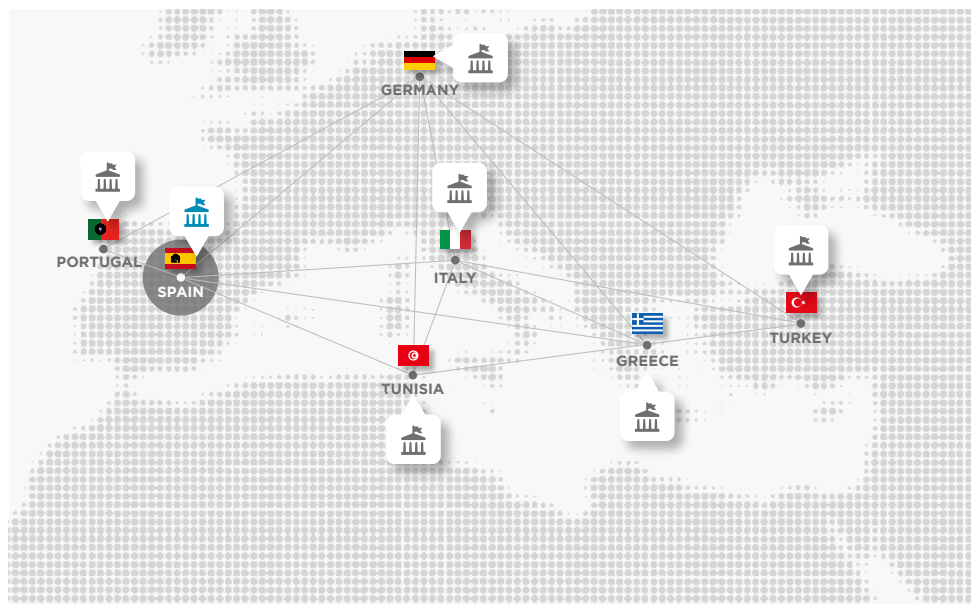 GERMANY
PORTUGAL
SPAIN
ITALY
TURKEY
GREECE
TUNISIA